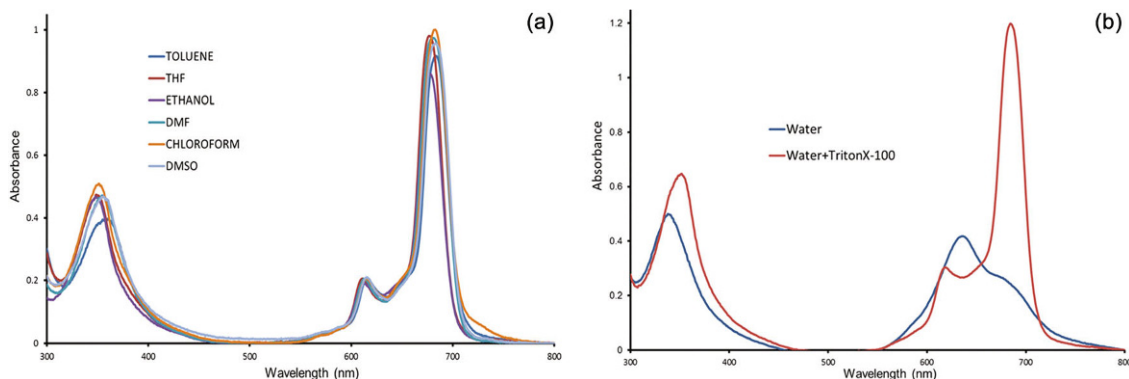 (a)
1
0.8
0.6
0.4
0.2
0
Absorbance
TOLUENE
THF
ETHANOL
DMF
CHLOROFORM
DMSO
300 400 500 600 700 800
Wavelength (nm)
(b)
1.2
1
0.8
0.6
0.4
0.2
0
Absorbance
Water
Water+TritonX-100
300 400 500 600 700 800
Wavelength (nm)